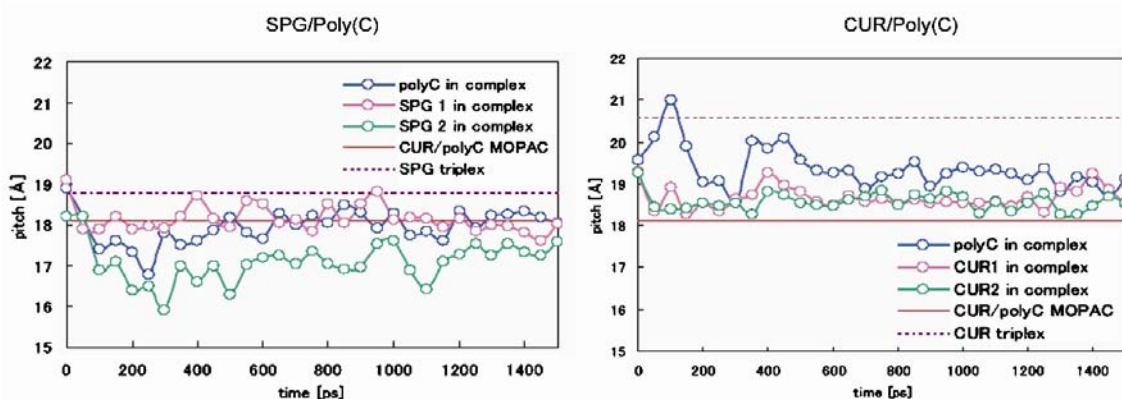 SPG/Poly(C)
22
21
20
19
18
17
16
15
pitch [Å]
polyC in complex
SPG 1 in complex
SPG 2 in complex
CUR/polyC MOPAC
SPG triplex
0
200
400
600
800
1000
1200
1400
time [ps]
CUR/Poly(C)
22
21
20
19
18
17
16
15
pitch [Å]
polyC in complex
CUR1 in complex
CUR2 in complex
CUR/polyC MOPAC
CUR triplex
0
200
400
600
800
1000
1200
1400
time [ps]